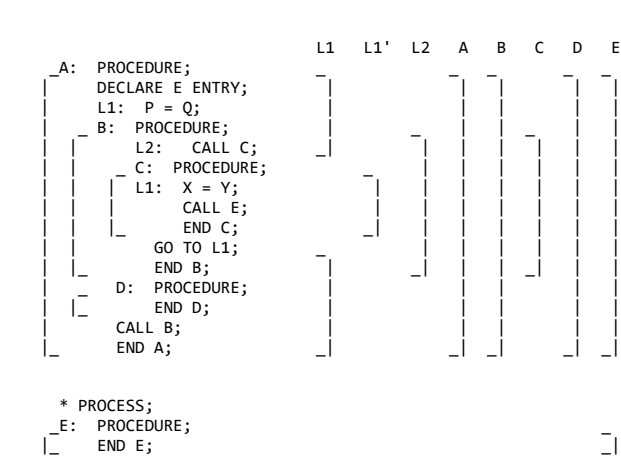 L1 L1' L2 A B C D E
A: PROCEDURE;
DECLARE E ENTRY;
L1: P = Q;
B: PROCEDURE;
L2: CALL C;
C: PROCEDURE;
L1: X = Y;
CALL E;
END C;
GO TO L1;
END B;
D: PROCEDURE;
END D;
CALL B;
END A;
* PROCESS;
E: PROCEDURE;
END E;